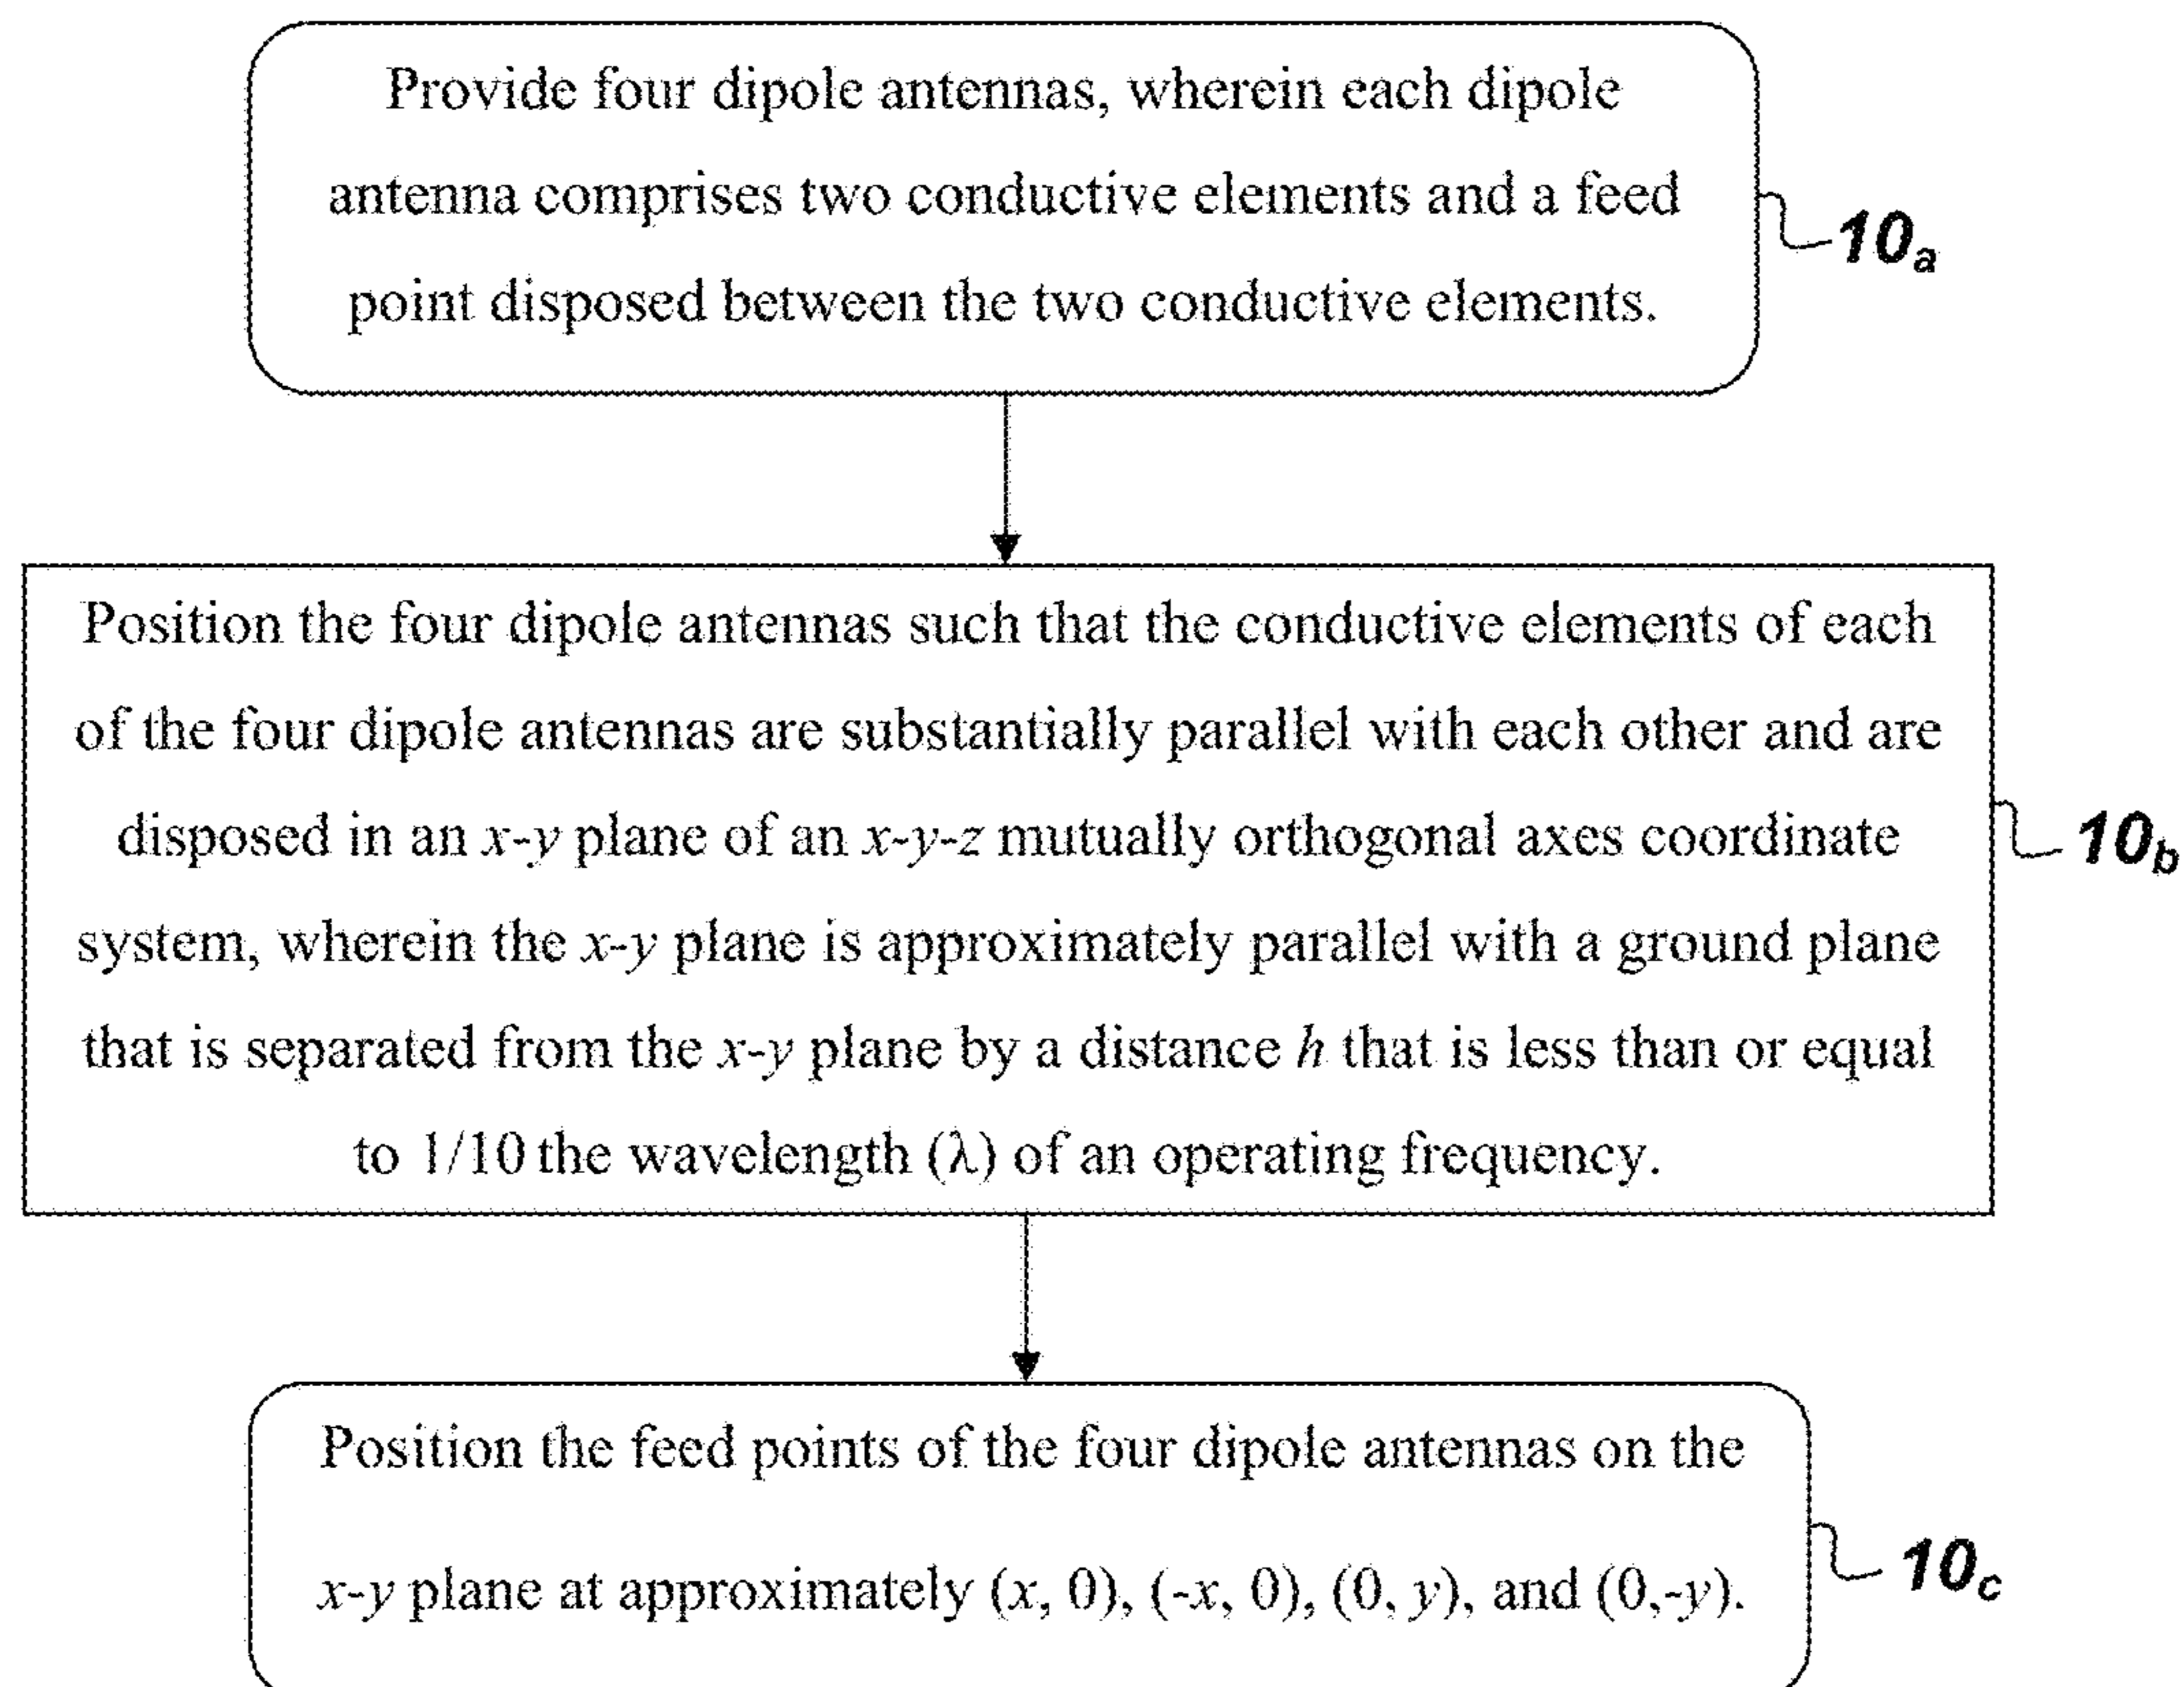 Provide four dipole antennas, wherein each dipole
antenna comprises two conductive elements and a feed
point disposed between the two conductive elements.
10a
Position the four dipole antennas such that the conductive elements of each
of the four dipole antennas are substantially parallel with each other and are
disposed in an x-y plane of an x-y-z mutually orthogonal axes coordinate
system, wherein the x-y plane is approximately parallel with a ground plane
that is separated from the x-y plane by a distance h that is less than or equal
to 1/10 the wavelength (λ) of an operating frequency.
10b
Position the feed points of the four dipole antennas on the
x-y plane at approximately (x, 0), (-x, 0), (0, y), and (0,-y).
10c